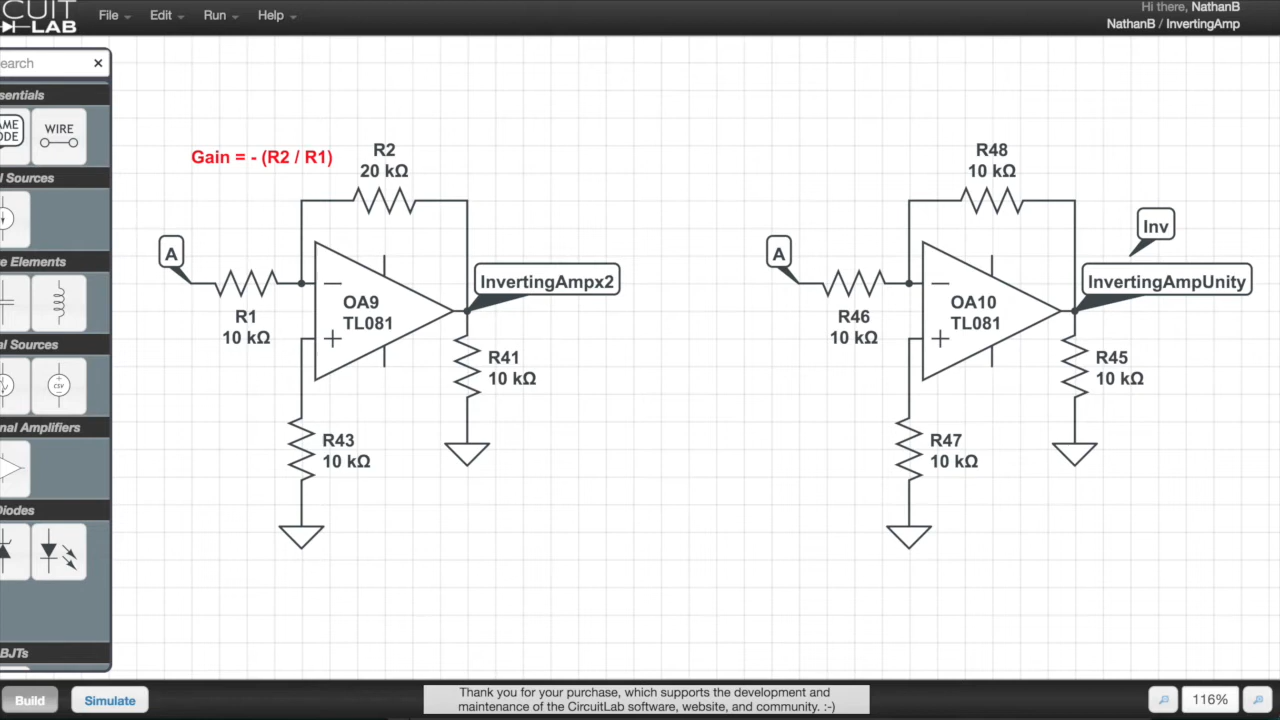 CUIT
LAB
File
Edit
Run
Help
Hi there, NathanB
NathanB / InvertingAmp
earch
×
sentials
AME
ODE
WIRE
l Sources
e Elements
al Sources
CSV
nal Amplifiers
Diodes
BJTs
Gain = - (R2 / R1)
R2
20 kΩ
A
R1
10 kΩ
−
+
OA9
TL081
InvertingAmpx2
R41
10 kΩ
R43
10 kΩ
R48
10 kΩ
A
R46
10 kΩ
−
+
OA10
TL081
Inv
InvertingAmpUnity
R45
10 kΩ
R47
10 kΩ
Build
Simulate
Thank you for your purchase, which supports the development and
maintenance of the CircuitLab software, website, and community. :-)
116%